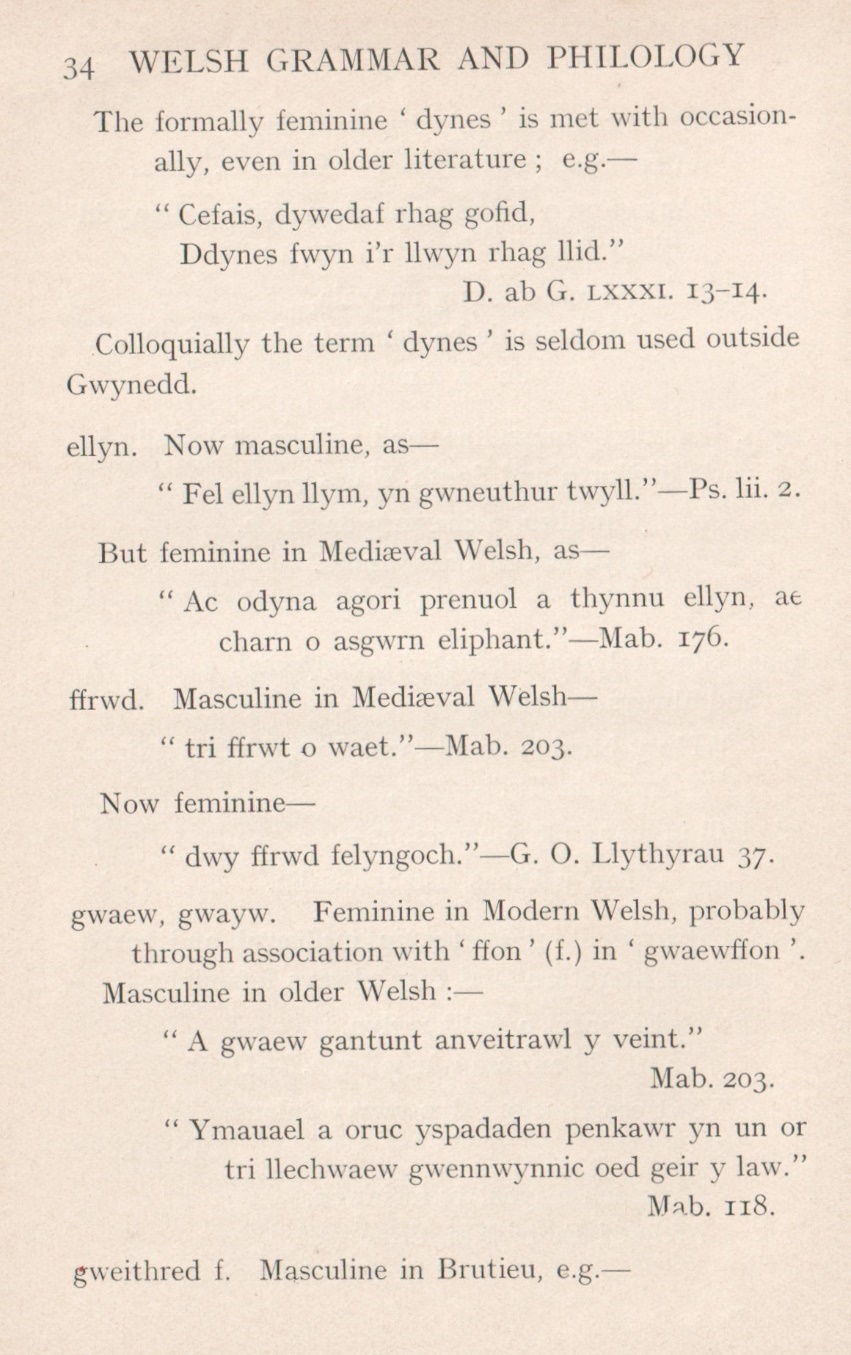 34 WELSH GRAMMAR AND PHILOLOGY
The formally feminine ‘ dynes ’ is met with occasion-
ally, even in older literature ; e.g.—
“ Cefais, dywedaf rhag gofid,
Ddynes fwyn i’r llwyn rhag llid.”
D. ab G. LXXXI. 13–14.
Colloquially the term ‘ dynes ’ is seldom used outside
Gwynedd.
ellyn. Now masculine, as—
“ Fel ellyn llym, yn gwneuthur twyll.”—Ps. lii. 2.
But feminine in Mediæval Welsh, as—
“ Ac odyna agori prenuol a thynnu ellyn, ae
charn o asgwrn eliphant.”—Mab. 176.
ffrwd. Masculine in Mediæval Welsh—
“ tri ffrwt o waet.”—Mab. 203.
Now feminine—
“ dwy ffrwd felyngoch.”—G. O. Llythyrau 37.
gwaew, gwayw. Feminine in Modern Welsh, probably
through association with ‘ ffon ’ (f.) in ‘ gwaewffon ’.
Masculine in older Welsh :—
“ A gwaew gantunt anveitrawl y veint.”
Mab. 203.
“ Ymauael a oruc yspadaden penkawr yn un or
tri llechwaew gwennwynnic oed geir y law.”
Mab. 118.
gweithred f. Masculine in Brutieu, e.g.—